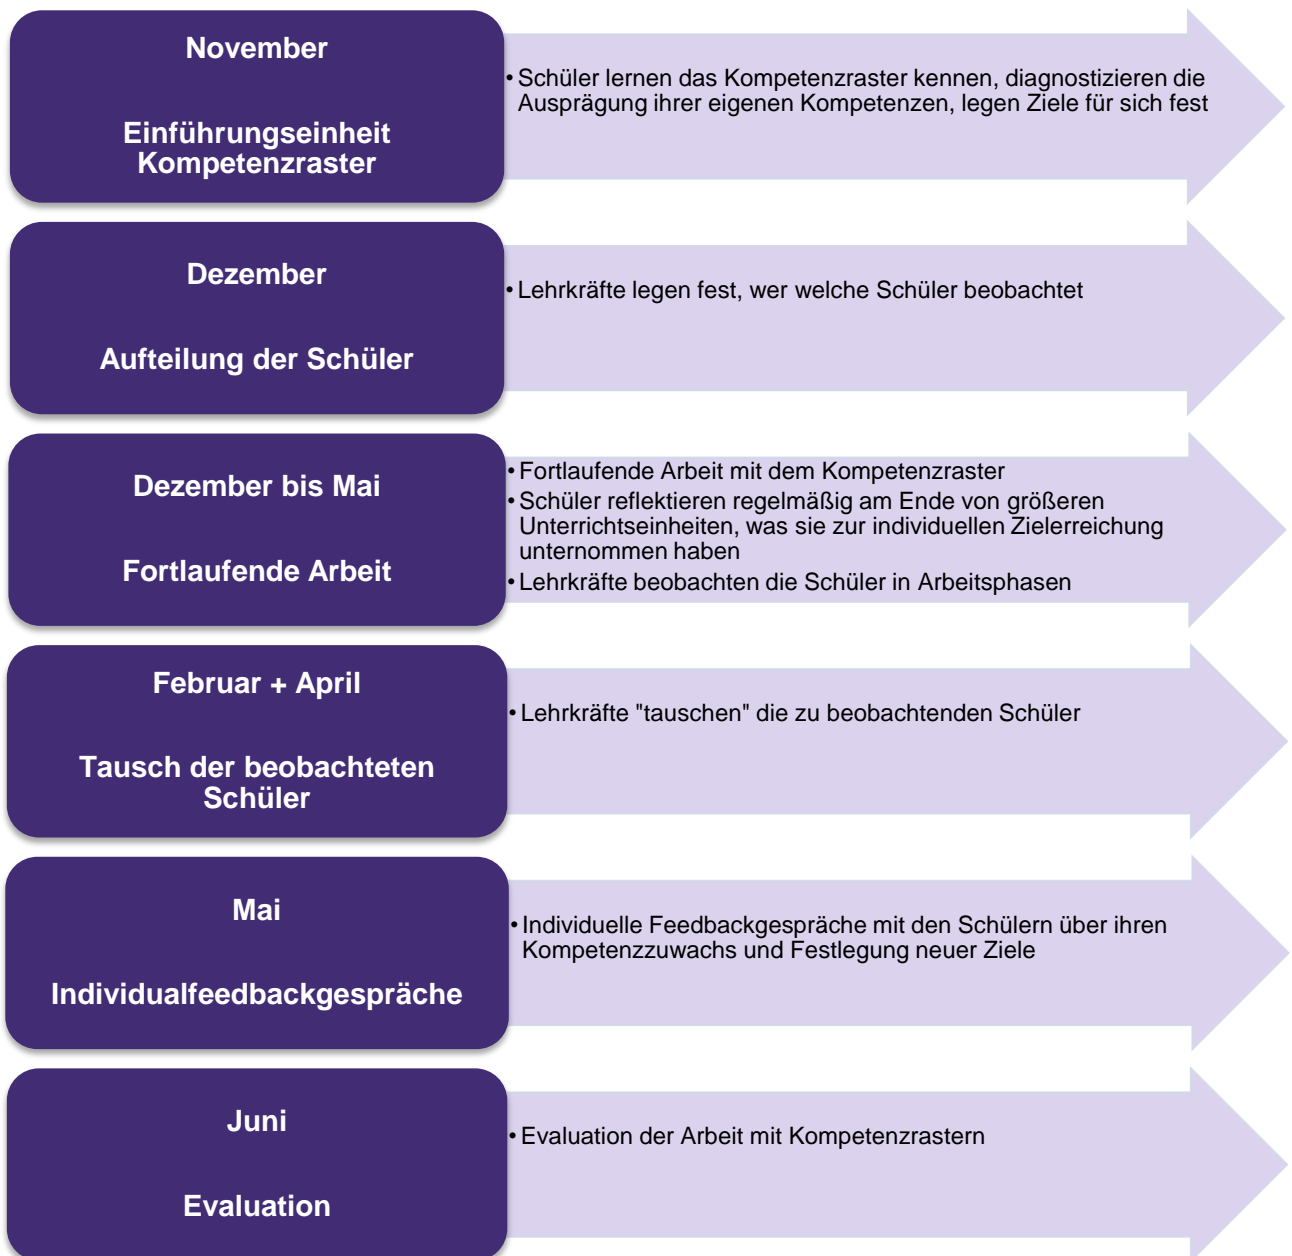 November
Einführungseinheit
Kompetenzraster
• Schüler lernen das Kompetenzraster kennen, diagnostizieren die
Ausprägung ihrer eigenen Kompetenzen, legen Ziele für sich fest
Dezember
Aufteilung der Schüler
• Lehrkräfte legen fest, wer welche Schüler beobachtet
Dezember bis Mai
Fortlaufende Arbeit
• Fortlaufende Arbeit mit dem Kompetenzraster
• Schüler reflektieren regelmäßig am Ende von größeren
Unterrichtseinheiten, was sie zur individuellen Zielerreichung
unternommen haben
• Lehrkräfte beobachten die Schüler in Arbeitsphasen
Februar + April
Tausch der beobachteten
Schüler
• Lehrkräfte "tauschen" die zu beobachtenden Schüler
Mai
Individualfeedbackgespräche
• Individuelle Feedbackgespräche mit den Schülern über ihren
Kompetenzzuwachs und Festlegung neuer Ziele
Juni
Evaluation
• Evaluation der Arbeit mit Kompetenzrastern